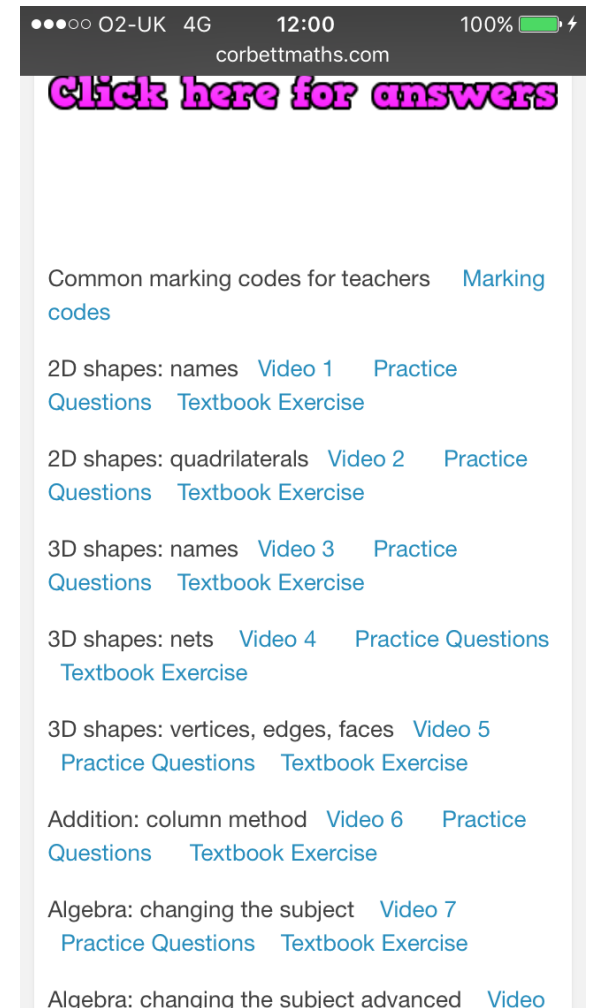 O2-UK 4G 12:00 100%
corbettmaths.com
Click here for answers
Common marking codes for teachers Marking
codes
2D shapes: names Video 1 Practice
Questions Textbook Exercise
2D shapes: quadrilaterals Video 2 Practice
Questions Textbook Exercise
3D shapes: names Video 3 Practice
Questions Textbook Exercise
3D shapes: nets Video 4 Practice Questions
Textbook Exercise
3D shapes: vertices, edges, faces Video 5
Practice Questions Textbook Exercise
Addition: column method Video 6 Practice
Questions Textbook Exercise
Algebra: changing the subject Video 7
Practice Questions Textbook Exercise
Algebra: changing the subject advanced Video